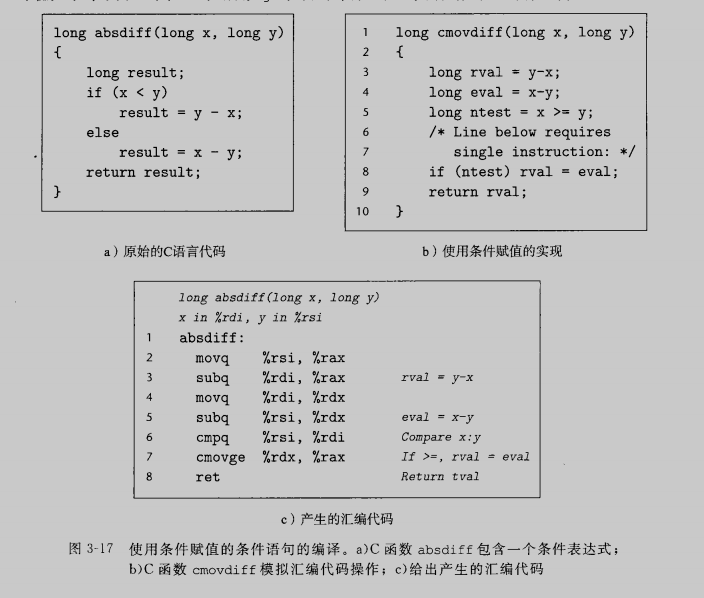 long absdiff(long x, long y)
{
    long result;
    if (x < y)
        result = y - x;
    else
        result = x - y;
    return result;
}
a）原始的C语言代码
1 long cmovdiff(long x, long y)
2 {
3     long rval = y-x;
4     long eval = x-y;
5     long ntest = x >= y;
6     /* Line below requires
7        single instruction: */
8     if (ntest) rval = eval;
9     return rval;
10 }
b）使用条件赋值的实现
long absdiff(long x, long y)
x in %rdi, y in %rsi
1 absdiff:
2   movq    %rsi, %rax
3   subq    %rdi, %rax    rval = y-x
4   movq    %rdi, %rdx
5   subq    %rsi, %rdx    eval = x-y
6   cmpq    %rsi, %rdi    Compare x:y
7   cmovge  %rdx, %rax    If >=, rval = eval
8   ret    Return tval
c）产生的汇编代码
图 3-17 使用条件赋值的条件语句的编译。a)C 函数 absdiff 包含一个条件表达式；
b)C 函数 cmovdiff 模拟汇编代码操作；c)给出产生的汇编代码